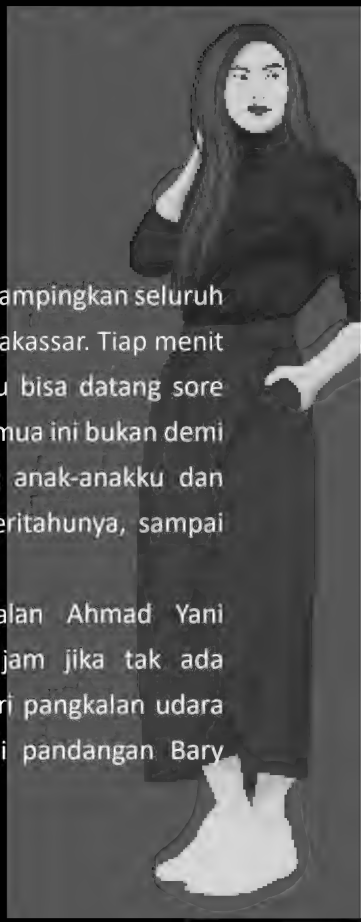 ampingkan seluruh
akassar. Tiap menit
u bisa datang sore
mua ini bukan demi
anak-anakku dan
eritahunya, sampai
alan Ahmad Yani
jam jika tak ada
ri pangkalan udara
i pandangan Bary